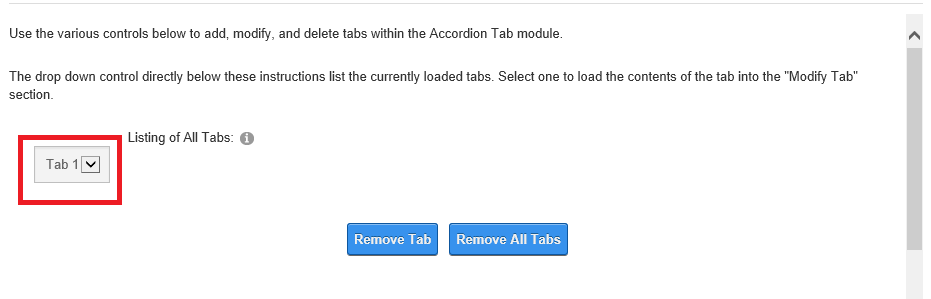 Use the various controls below to add, modify, and delete tabs within the Accordion Tab module.
The drop down control directly below these instructions list the currently loaded tabs. Select one to load the contents of the tab into the "Modify Tab"
section.
Listing of All Tabs:
Tab 1
Remove Tab Remove All Tabs